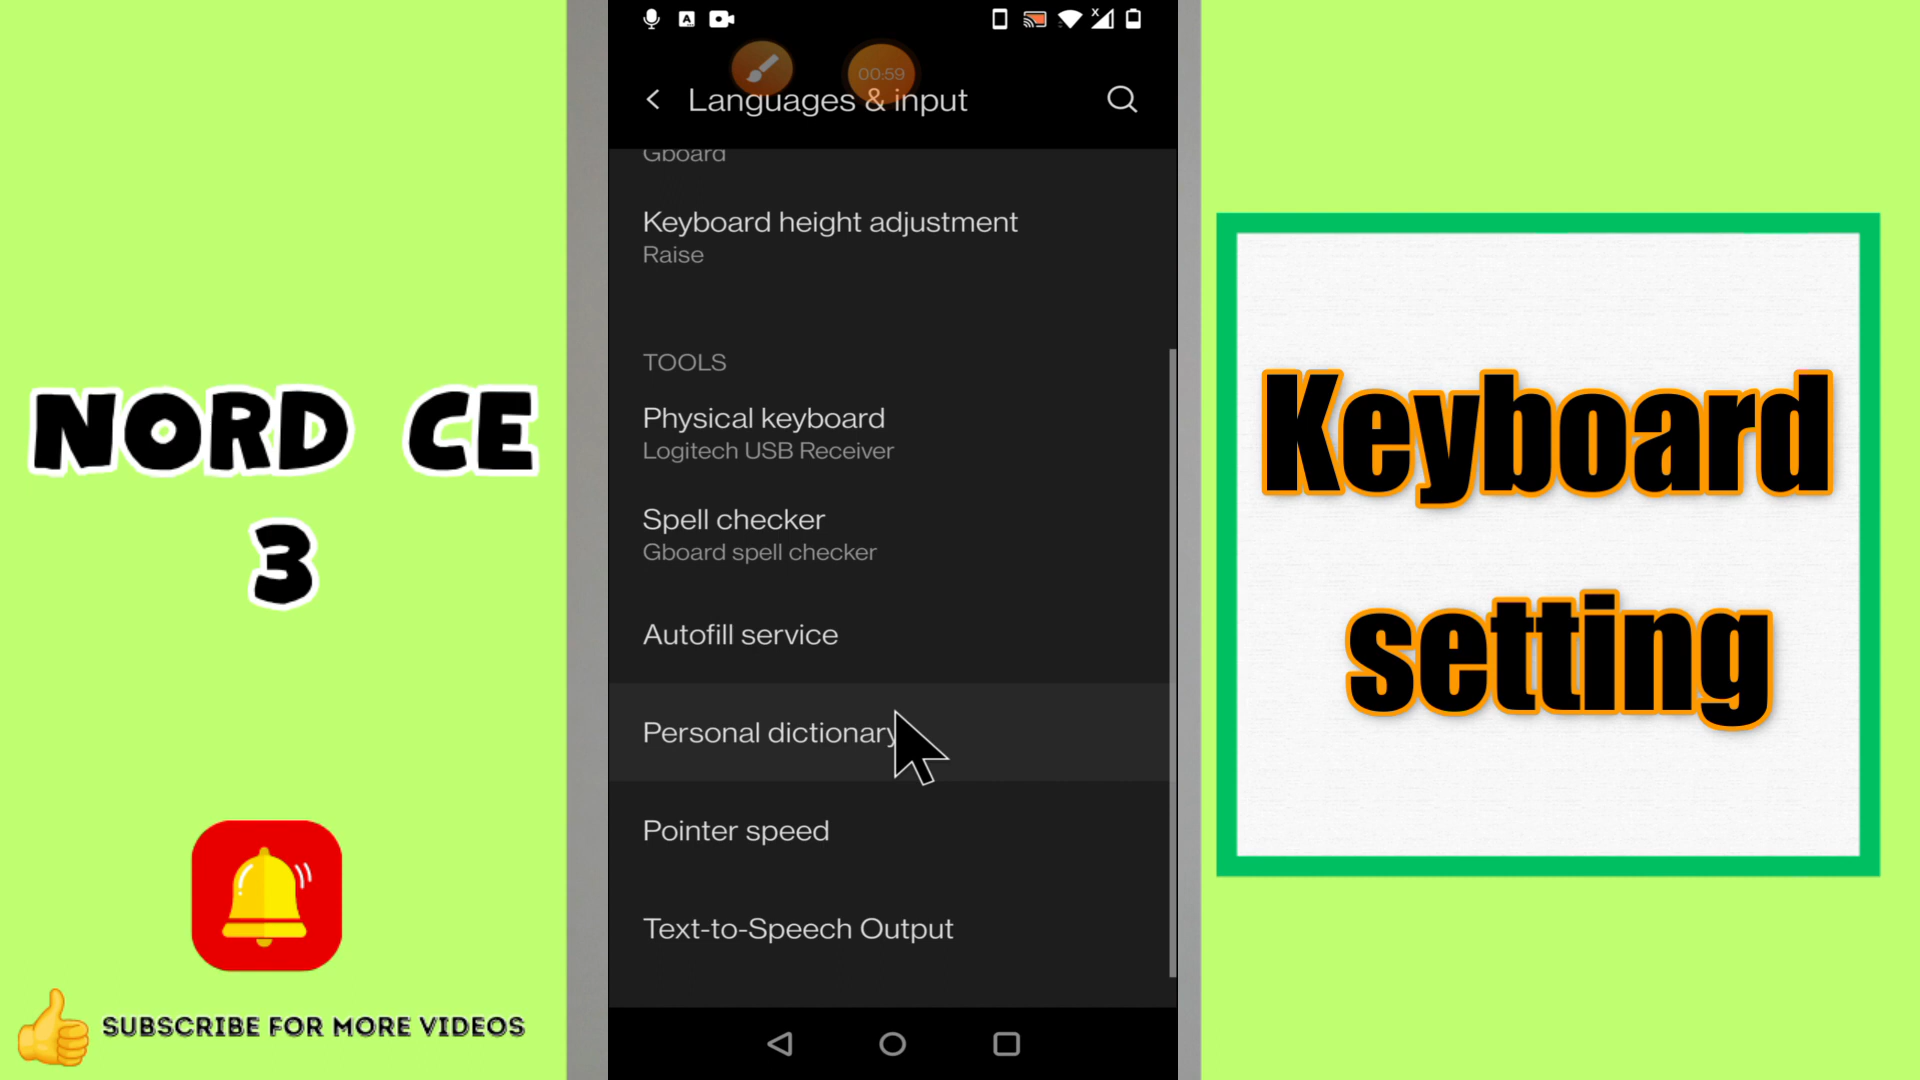 NORD CE
3
SUBSCRIBE FOR MORE VIDEOS
A
00:59
Languages & input
Gboard
Keyboard height adjustment
Raise
TOOLS
Physical keyboard
Logitech USB Receiver
Spell checker
Gboard spell checker
Autofill service
Personal dictionary
Pointer speed
Text-to-Speech Output
Keyboard
setting